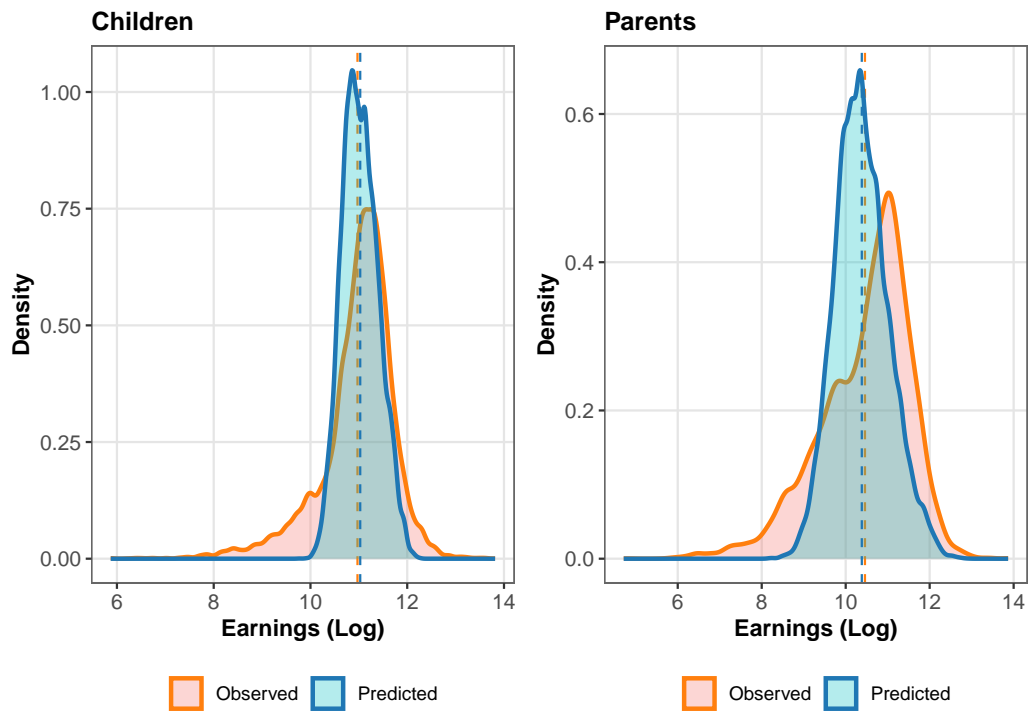 Children
Density
1.00
0.75
0.50
0.25
0.00
6 8 10 12 14
Earnings (Log)
Observed Predicted
Parents
Density
0.6
0.4
0.2
0.0
6 8 10 12 14
Earnings (Log)
Observed Predicted